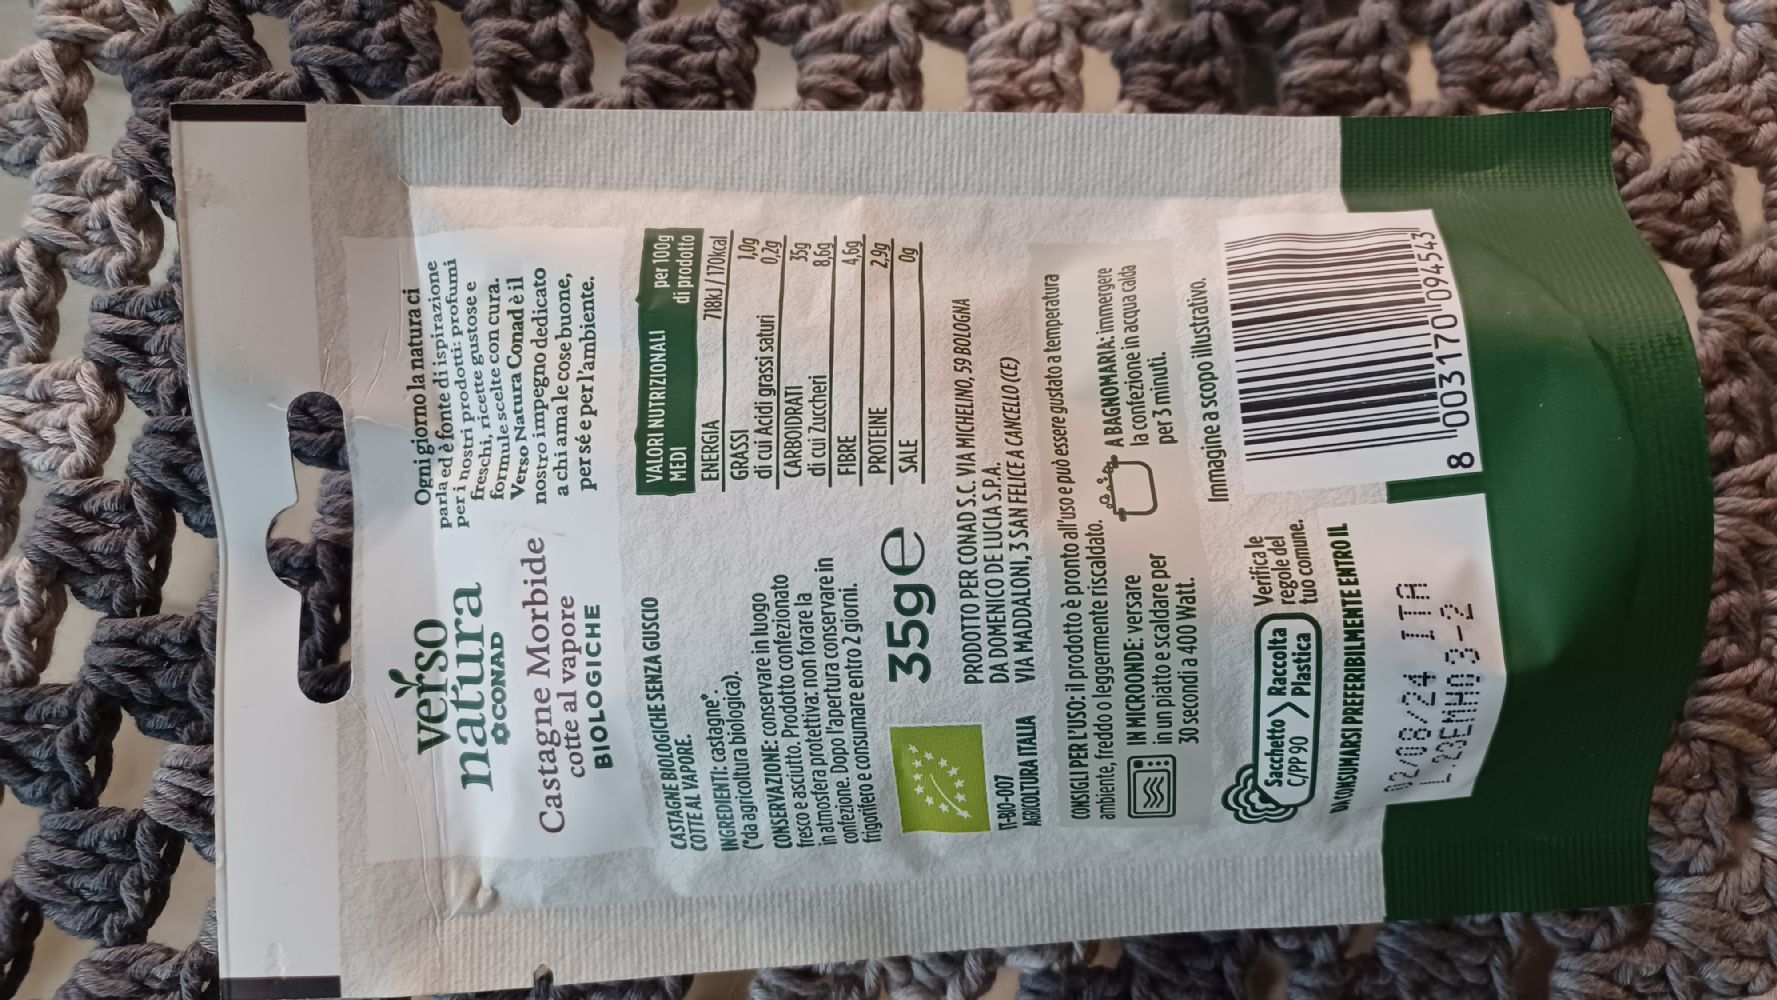 verso
natura
CONAD
Castagne Morbide
cotte al vapore
BIOLOGICHE
Ogni giorno la natura ci
parla ed è fonte di ispirazione
per i nostri prodotti: profumi
freschi, ricette gustose e
formule scelte con cura.
Verso Natura Conad è il
nostro impegno dedicato
a chi ama le cose buone,
per sé e per l'ambiente.
CASTAGNE BIOLOGICHE SENZA GUSCIO
COTTE AL VAPORE.
INGREDIENTI: castagne*.
(*da agricoltura biologica).
CONSERVAZIONE: conservare in luogo
fresco e asciutto. Prodotto confezionato
in atmosfera protettiva: non forare la
confezione. Dopo l'apertura conservare in
frigorifero e consumare entro 2 giorni.
VALORI NUTRIZIONALI per 100g
MEDI di prodotto
ENERGIA 718kJ / 170kcal
GRASSI 1,0g
di cui Acidi grassi saturi 0,2g
CARBOIDRATI 35g
di cui Zuccheri 8,6g
FIBRE 4,6g
PROTEINE 2,9g
SALE 0g
35g e
IT-BIO-007
AGRICOLTURA ITALIA
PRODOTTO PER CONAD S.C. VIA MICHELINO, 59 BOLOGNA
DA DOMENICO DE LUCIA S.P.A.
VIA MADDALONI, 3 SAN FELICE A CANCELLO (CE)
CONSIGLI PER L'USO: il prodotto è pronto all'uso e può essere gustato a temperatura
ambiente, freddo o leggermente riscaldato.
IN MICROONDE: versare
in un piatto e scaldare per
30 secondi a 400 Watt.
A BAGNOMARIA: immergere
la confezione in acqua calda
per 3 minuti.
Immagine a scopo illustrativo.
Sacchetto > Raccolta
C/PP 90 Plastica
Verifica le
regole del
tuo comune.
DA CONSUMARSI PREFERIBILMENTE ENTRO IL
02/08/24 ITA
8 003170 094543